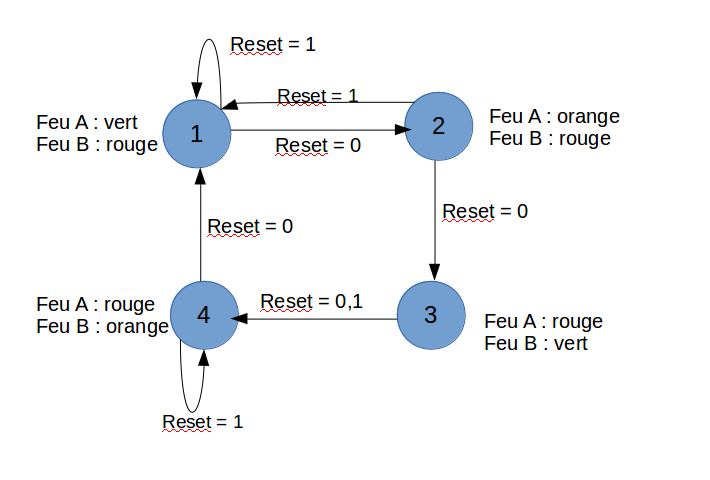 Reset = 1
Reset = 1
Feu A : vert
Feu B : rouge
1
2
Feu A : orange
Feu B : rouge
Reset = 0
Reset = 0
Reset = 0
Feu A : rouge
Feu B : orange
4
Reset = 0,1
3
Feu A : rouge
Feu B : vert
Reset = 1